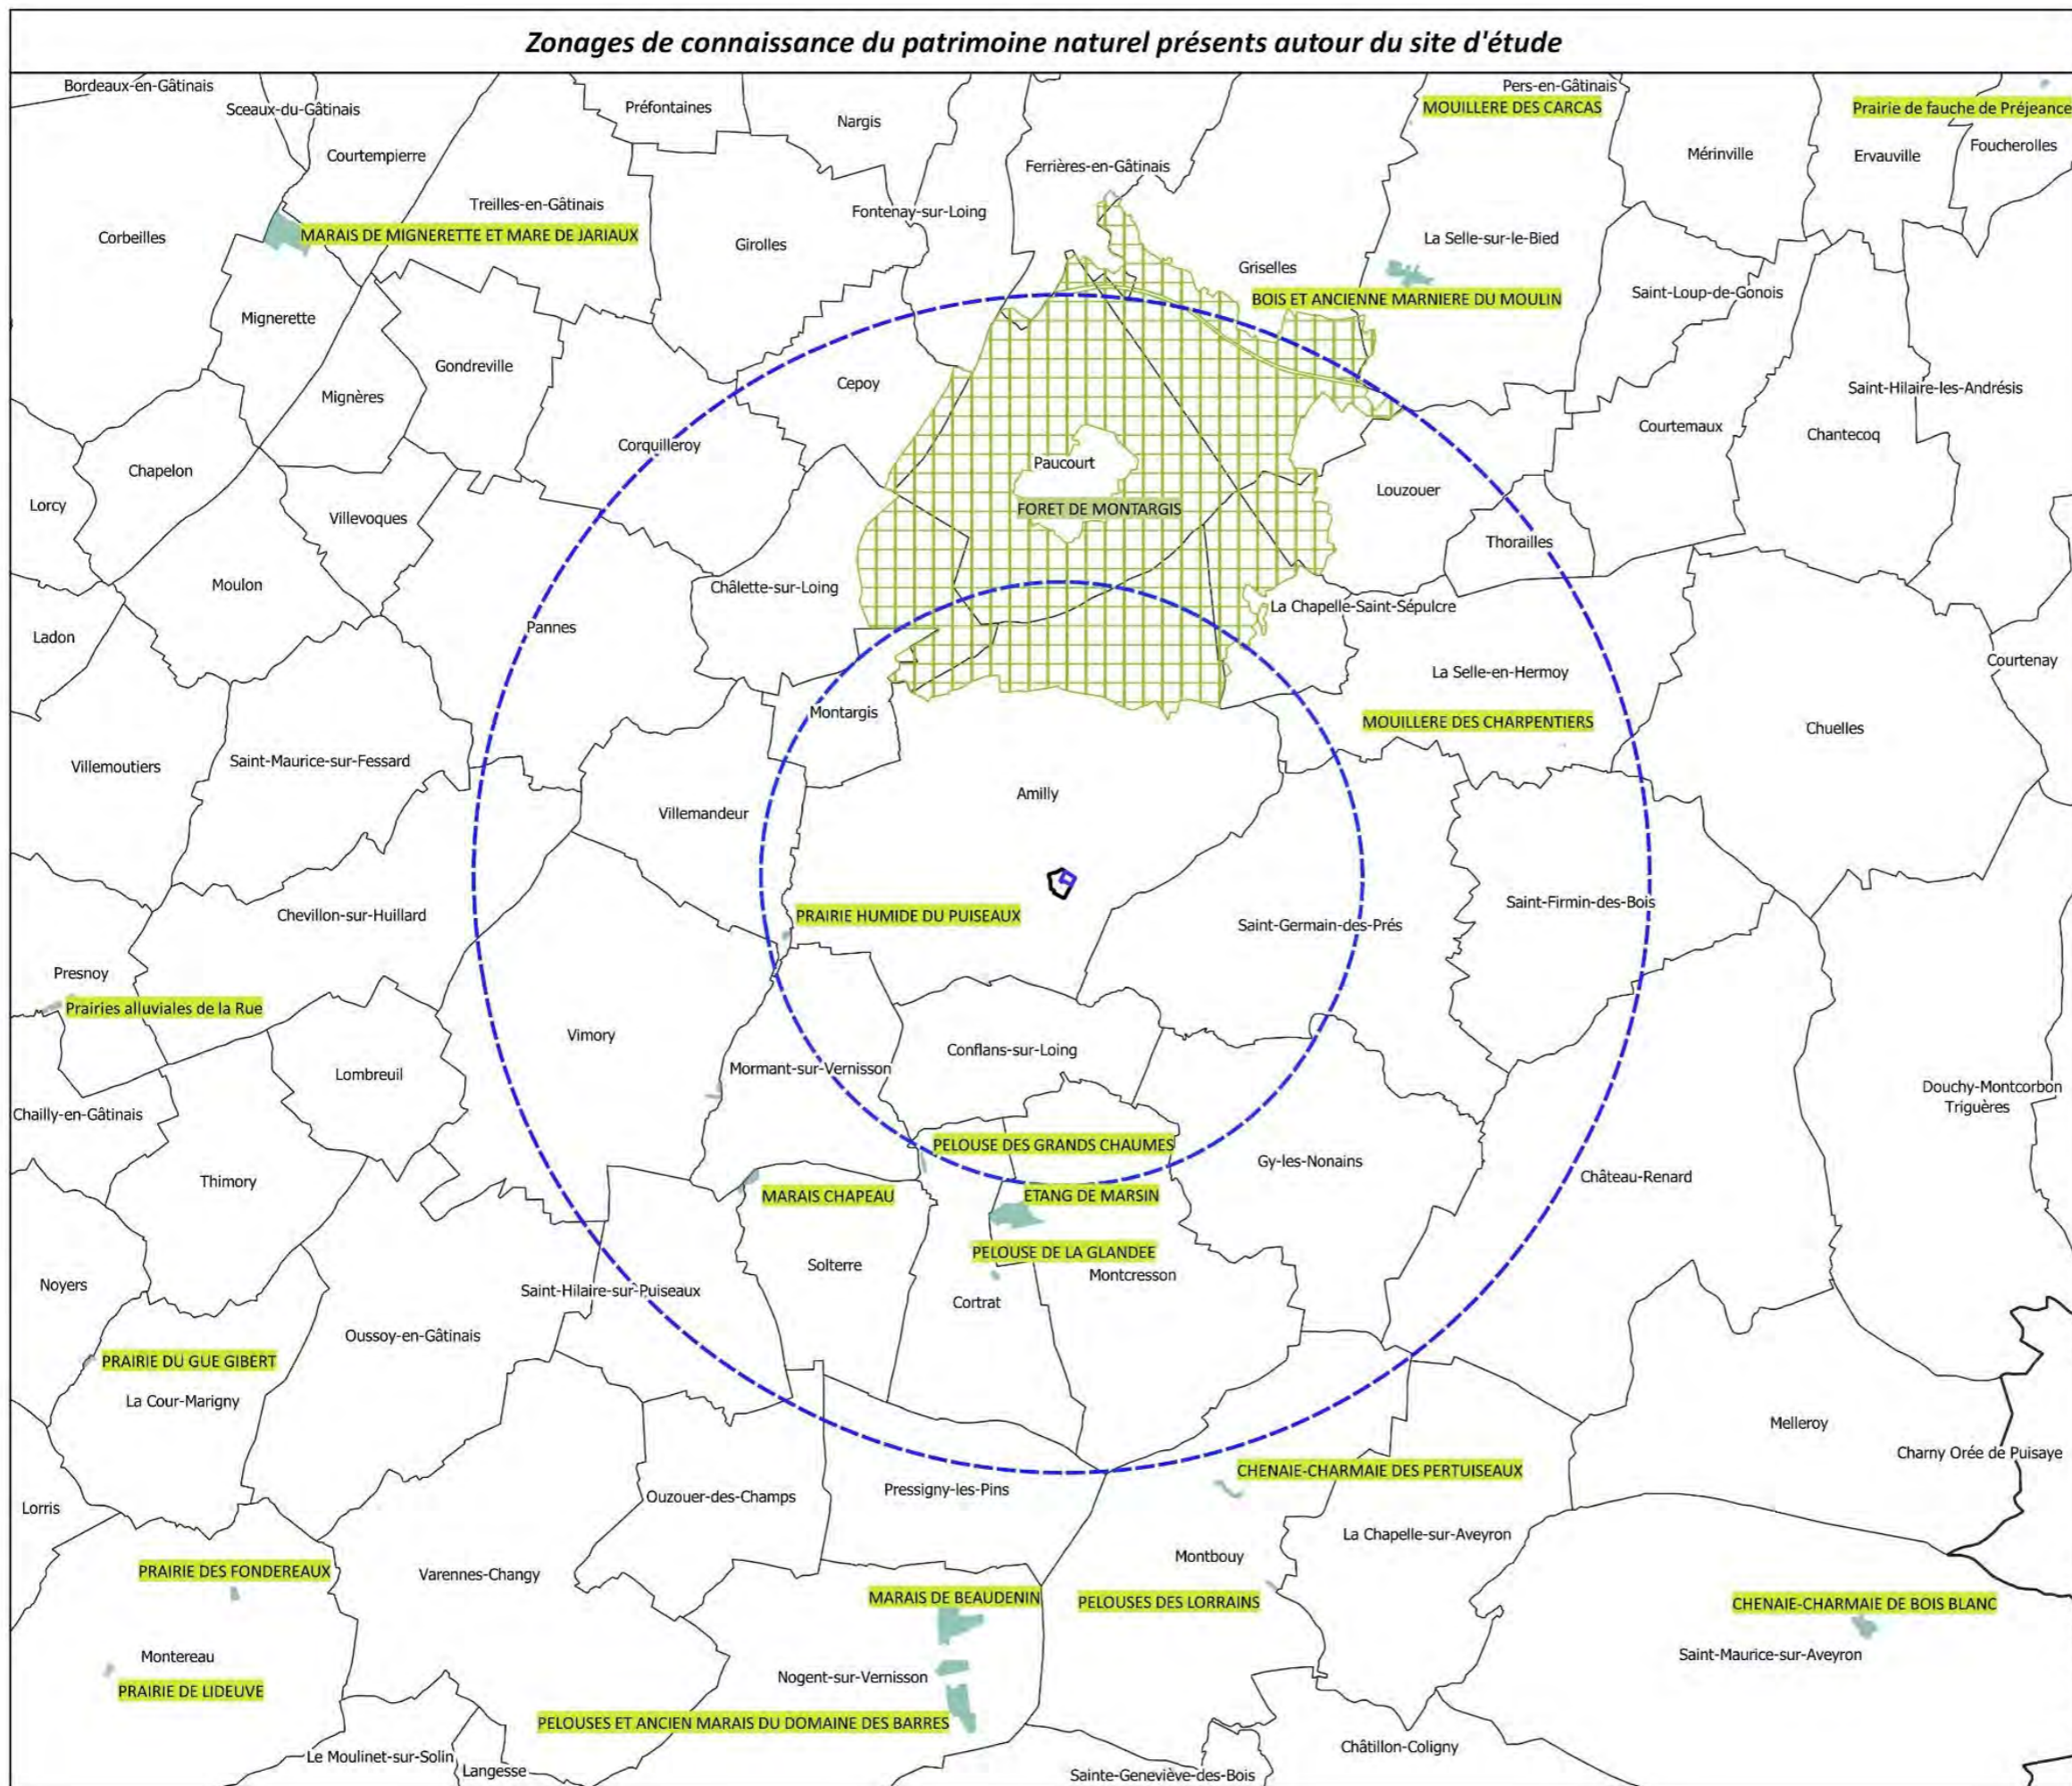 Zonages de connaissance du patrimoine naturel présents autour du site d'étude
Bordeaux-en-Gâtinais
Pers-en-Gâtinais
Sceaux-du-Gâtinais
Préfontaines
MOUILLERE DES CARCAS
Prairie de fauche de Préjeance
Nargis
Courtempierre
Ferrières-en-Gâtinais
Mérinville
Ervauville
Foucherolles
Treilles-en-Gâtinais
Fontenay-sur-Loing
Corbeilles
MARAIS DE MIGNERETTE ET MARE DE JARIAUX
Girolles
La Selle-sur-le-Bied
Griselles
Saint-Loup-de-Gonois
BOIS ET ANCIENNE MARNIERE DU MOULIN
Mignerette
Gondreville
Cepoy
Saint-Hilaire-les-Andrésis
Mignères
Courtemaux
Chantecoq
Corquilleroy
Chapelon
Paucourt
Louzouer
Lorcy
FORET DE MONTARGIS
Villevoques
Thorailles
Moulon
Châlette-sur-Loing
La Chapelle-Saint-Sépulcre
Pannes
Ladon
Courtenay
La Selle-en-Hermoy
Montargis
MOUILLERE DES CHARPENTIERS
Chuelles
Saint-Maurice-sur-Fessard
Villemoutiers
Amilly
Villemandeur
Saint-Firmin-des-Bois
Chevillon-sur-Huillard
PRAIRIE HUMIDE DU PUISEAUX
Saint-Germain-des-Prés
Presnoy
Prairies alluviales de la Rue
Vimory
Conflans-sur-Loing
Mormant-sur-Vernisson
Lombreuil
Douchy-Montcorbon
Triguères
Chailly-en-Gâtinais
PELOUSE DES GRANDS CHAUMES
Gy-les-Nonains
Château-Renard
Thimory
MARAIS CHAPEAU
ETANG DE MARSIN
PELOUSE DE LA GLANDEE
Solterre
Montcresson
Noyers
Saint-Hilaire-sur-Puiseaux
Cortrat
Oussoy-en-Gâtinais
PRAIRIE DU GUE GIBERT
La Cour-Marigny
Melleroy
Charny Orée de Puisaye
CHENAIE-CHARMAIE DES PERTUISEAUX
Pressigny-les-Pins
Ouzouer-des-Champs
Lorris
La Chapelle-sur-Aveyron
Montbouy
PRAIRIE DES FONDEREAUX
Varennes-Changy
MARAIS DE BEAUDENIN
PELOUSES DES LORRAINS
CHENAIE-CHARMAIE DE BOIS BLANC
Montereau
Saint-Maurice-sur-Aveyron
Nogent-sur-Vernisson
PRAIRIE DE LIDEUVE
PELOUSES ET ANCIEN MARAIS DU DOMAINE DES BARRES
Châtillon-Coligny
Le Moulinet-sur-Solin
Langesse
Sainte-Geneviève-des-Bois